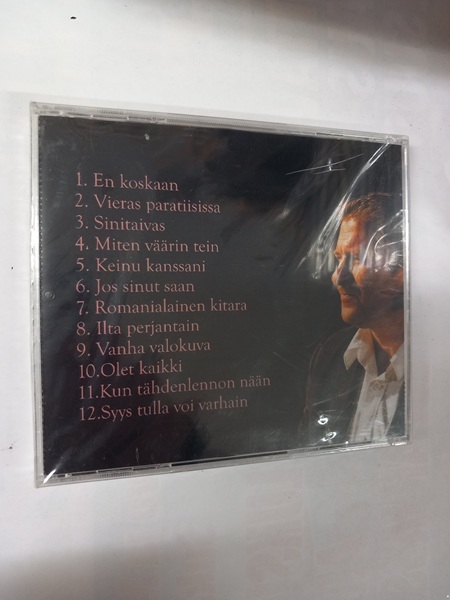 1. En koskaan
2. Vieras paratiisissa
3. Sinitaivas
4. Miten väärin tein
5. Keinu kanssani
6. Jos sinut saan
7. Romanialainen kitara
8. Ilta perjantain
9. Vanha valokuva
10.Olet kaikki
11.Kun tähdenlennon nään
12.Syys tulla voi varhain